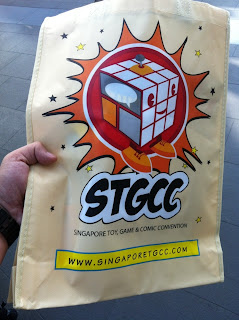 STGCC
SINGAPORE TOY, GAME & COMIC CONVENTION
WWW.SINGAPORETGCC.COM